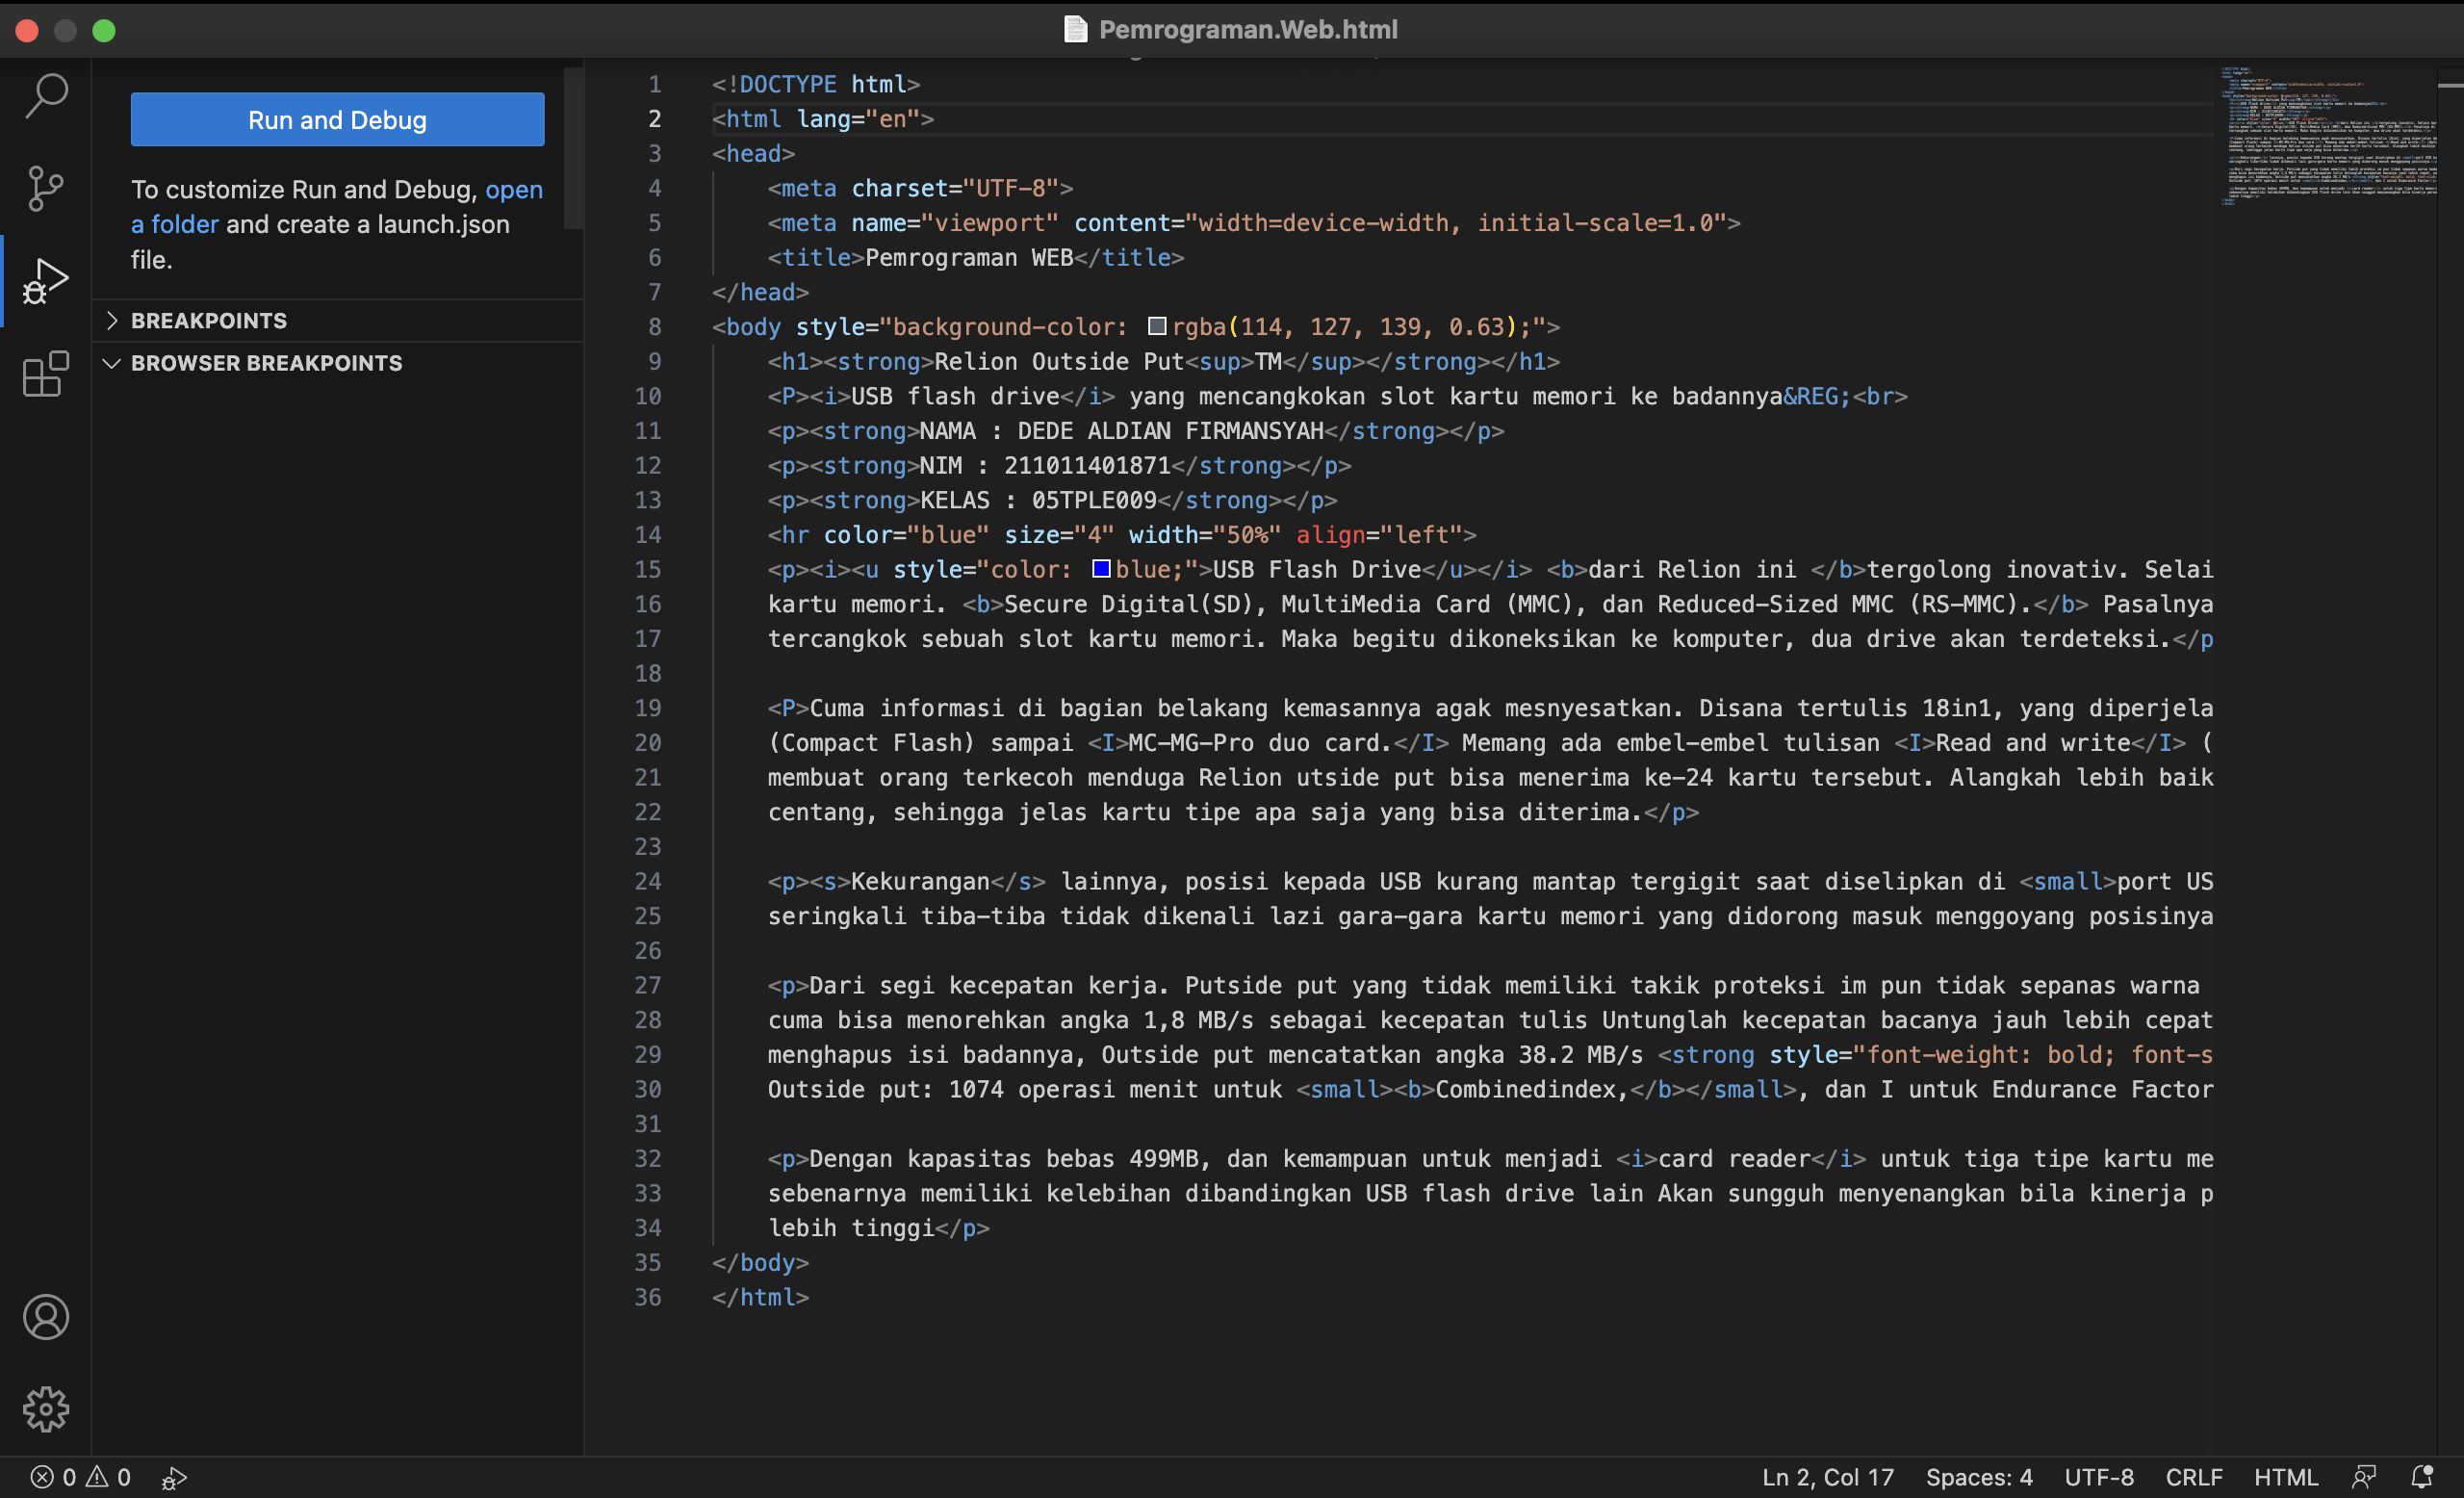 Pemrograman.Web.html
Run and Debug
To customize Run and Debug, open
a folder and create a launch.json
file.
BREAKPOINTS
BROWSER BREAKPOINTS
1 <!DOCTYPE html>
2 <html lang="en">
3 <head>
4 <meta charset="UTF-8">
5 <meta name="viewport" content="width=device-width, initial-scale=1.0">
6 <title>Pemrograman WEB</title>
7 </head>
8 <body style="background-color: rgba(114, 127, 139, 0.63);">
9 <h1><strong>Relion Outside Put<sup>TM</sup></strong></h1>
10 <P><i>USB flash drive</i> yang mencangkokan slot kartu memori ke badannya&REG;<br>
11 <p><strong>NAMA : DEDE ALDIAN FIRMANSYAH</strong></p>
12 <p><strong>NIM : 211011401871</strong></p>
13 <p><strong>KELAS : 05TPLE009</strong></p>
14 <hr color="blue" size="4" width="50%" align="left">
15 <p><i><u style="color: blue;">USB Flash Drive</u></i> <b>dari Relion ini </b>tergolong inovativ. Selai
16 kartu memori. <b>Secure Digital(SD), MultiMedia Card (MMC), dan Reduced-Sized MMC (RS-MMC).</b> Pasalnya
17 tercangkok sebuah slot kartu memori. Maka begitu dikoneksikan ke komputer, dua drive akan terdeteksi.</p
18
19 <P>Cuma informasi di bagian belakang kemasannya agak mesnyesatkan. Disana tertulis 18in1, yang diperjela
20 (Compact Flash) sampai <I>MC-MG-Pro duo card.</I> Memang ada embel-embel tulisan <I>Read and write</I> (
21 membuat orang terkecoh menduga Relion utside put bisa menerima ke-24 kartu tersebut. Alangkah lebih baik
22 centang, sehingga jelas kartu tipe apa saja yang bisa diterima.</p>
23
24 <p><s>Kekurangan</s> lainnya, posisi kepada USB kurang mantap tergigit saat diselipkan di <small>port US
25 seringkali tiba-tiba tidak dikenali lazi gara-gara kartu memori yang didorong masuk menggoyang posisinya
26
27 <p>Dari segi kecepatan kerja. Putside put yang tidak memiliki takik proteksi im pun tidak sepanas warna
28 cuma bisa menorehkan angka 1,8 MB/s sebagai kecepatan tulis Untunglah kecepatan bacanya jauh lebih cepat
29 menghapus isi badannya, Outside put mencatatkan angka 38.2 MB/s <strong style="font-weight: bold; font-s
30 Outside put: 1074 operasi menit untuk <small><b>Combinedindex,</b></small>, dan I untuk Endurance Factor
31
32 <p>Dengan kapasitas bebas 499MB, dan kemampuan untuk menjadi <i>card reader</i> untuk tiga tipe kartu me
33 sebenarnya memiliki kelebihan dibandingkan USB flash drive lain Akan sungguh menyenangkan bila kinerja p
34 lebih tinggi</p>
35 </body>
36 </html>
0 0 Ln 2, Col 17 Spaces: 4 UTF-8 CRLF HTML